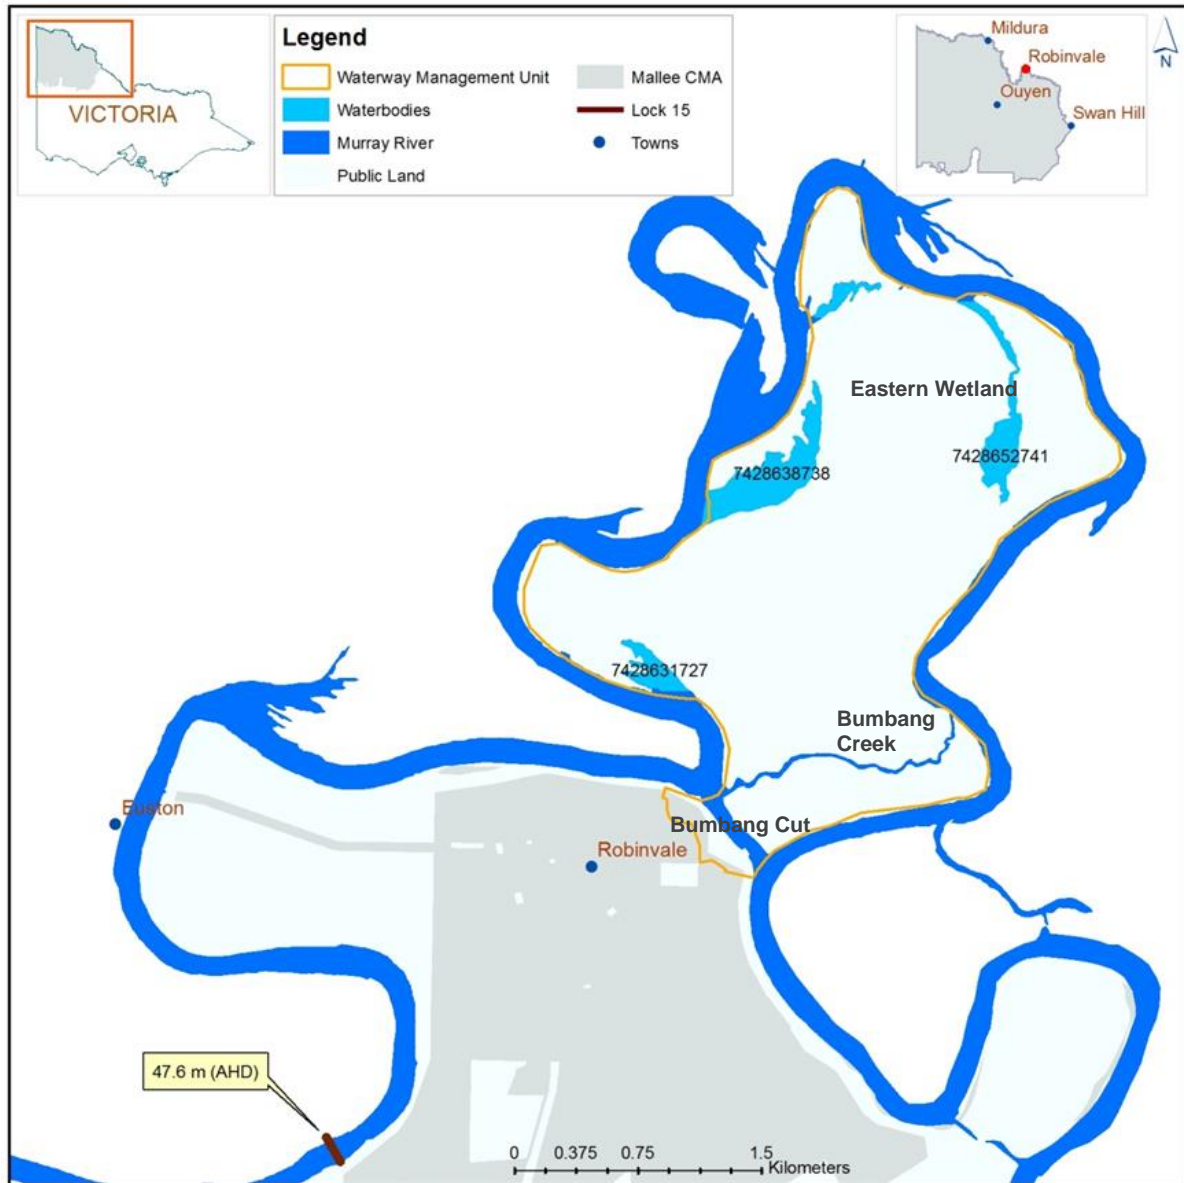 VICTORIA
Legend
Waterway Management Unit
Waterbodies
Murray River
Public Land
Mallee CMA
Lock 15
Towns
Mildura
Robinvale
Ouyen
Swan Hill
N
Eastern Wetland
7428638738
7428652741
7428631727
Bumbang
Creek
Euston
Bumbang Cut
Robinvale
47.6 m (AHD)
0 0.375 0.75 1.5
Kilometers